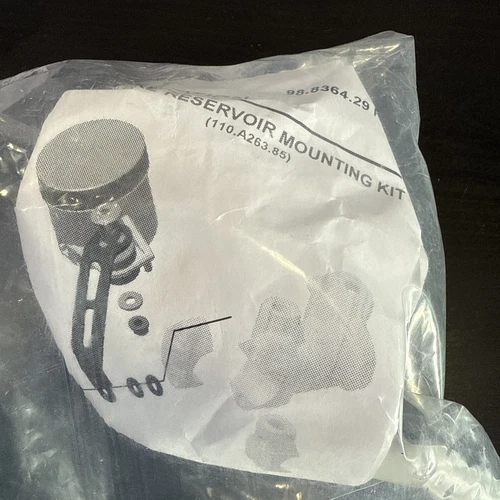 98.8364.29
RESERVOIR MOUNTING KIT
(110.A263.85)